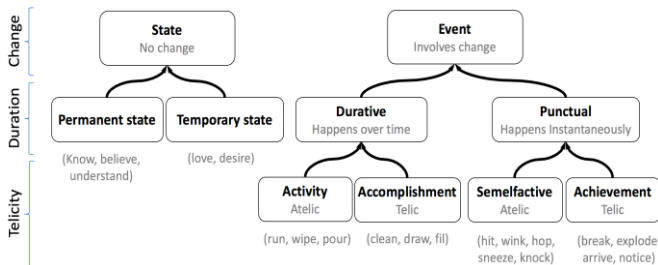 Change
State
No change
Event
Involves change
Duration
Permanent state
Temporary state
Durative
Happens over time
Punctual
Happens Instantaneously
(Know, believe,
understand)
(love, desire)
Telicity
Activity
Atelic
Accomplishment
Telic
Semelfactive
Atelic
Achievement
Telic
(run, wipe, pour)
(clean, draw, fil)
(hit, wink, hop,
sneeze, knock)
(break, explode
arrive, notice)